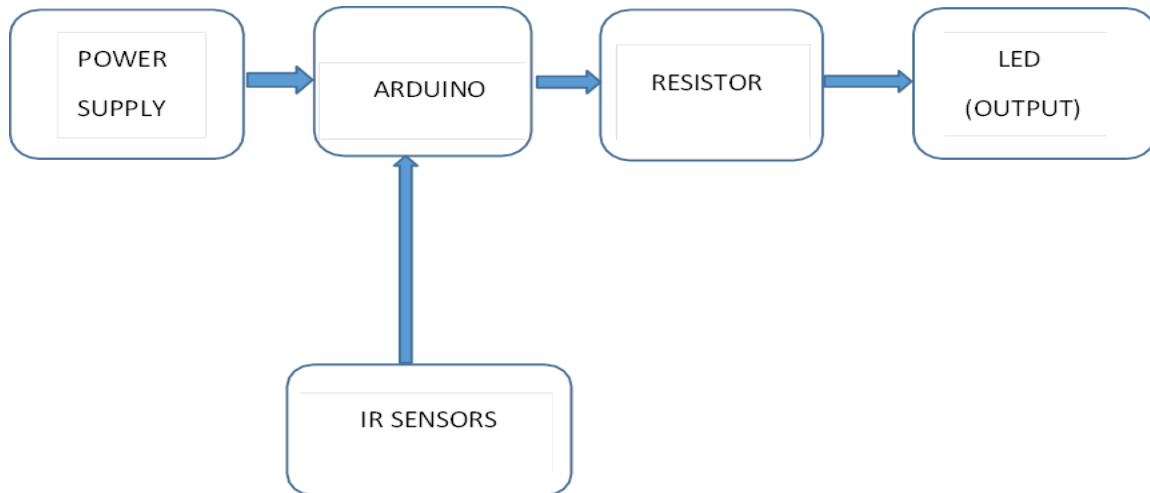 POWER
SUPPLY
ARDUINO
RESISTOR
LED
(OUTPUT)
IR SENSORS